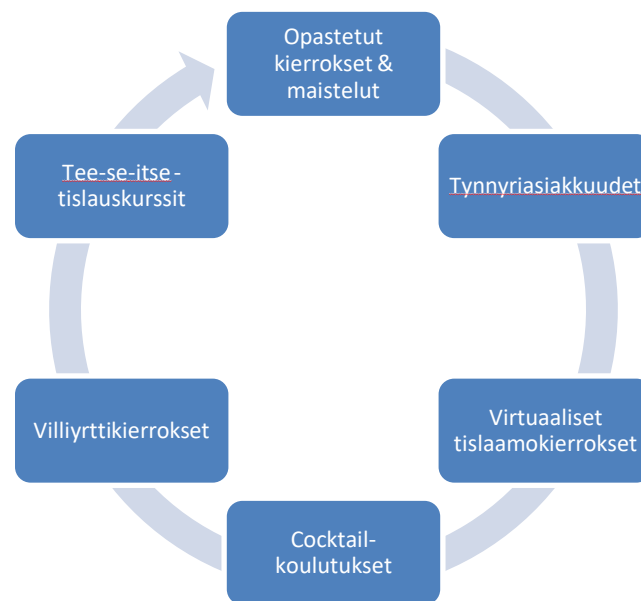 Opastetut
kierrokset &
maistelut
Tynnyriasiakkuudet
Virtuaaliset
tislaamokierrokset
Cocktail-
koulutukset
Villiyrttikierrokset
Tee-se-itse -
tislauskurssit